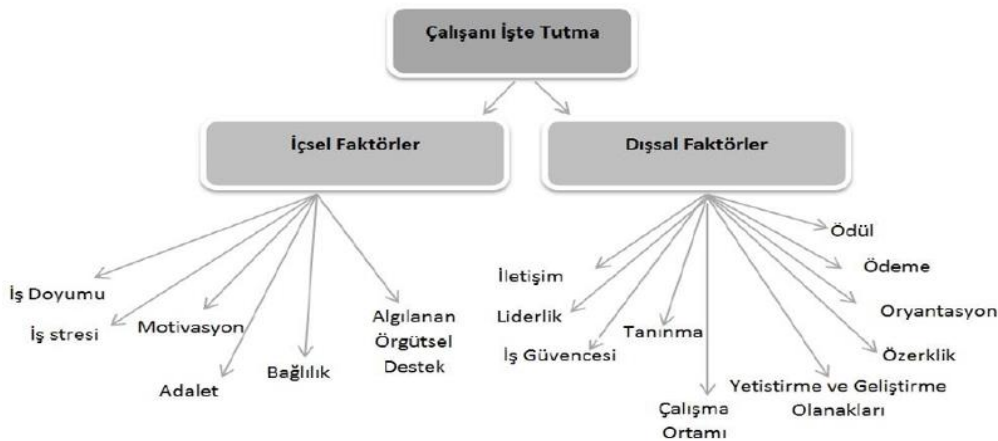 Çalışanı İşte Tutma
İçsel Faktörler
Dışsal Faktörler
İş Doyumu
İş stresi
Motivasyon
Adalet
Bağlılık
Algılanan
Örgütsel
Destek
İletişim
Liderlik
İş Güvencesi
Tanınma
Çalışma
Ortamı
Ödül
Ödeme
Oryantasyon
Özerklik
Yetistirme ve Geliştirme
Olanakları